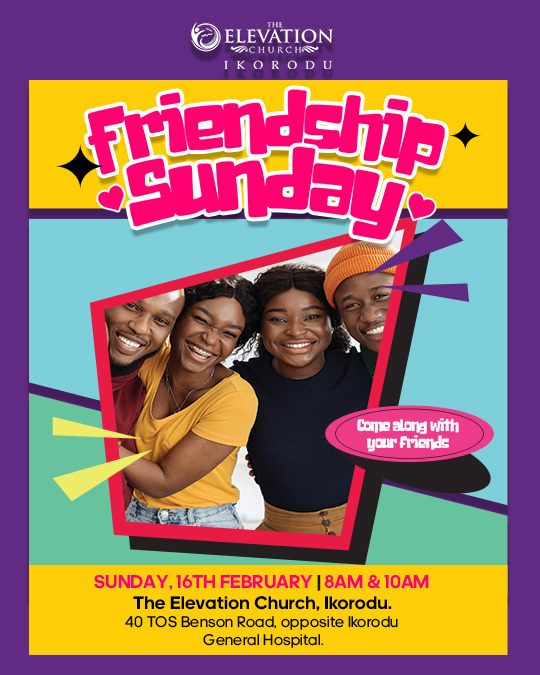 THE
ELEVATION
CHURCH
IKORODU
Friendship
Sunday
Come along with
your friends
SUNDAY, 16TH FEBRUARY | 8AM & 10AM
The Elevation Church, Ikorodu.
40 TOS Benson Road, opposite Ikorodu
General Hospital.